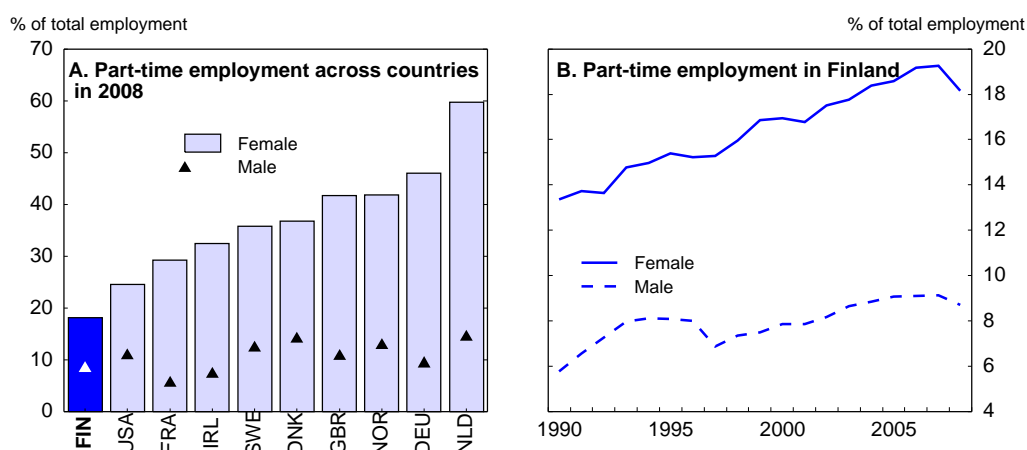 % of total employment
% of total employment
A. Part-time employment across countries
in 2008
70
60
50
40
30
20
10
0
Female
Male
FIN
USA
FRA
IRL
SWE
DNK
GBR
NOR
DEU
NLD
B. Part-time employment in Finland
20
18
16
14
12
10
8
6
4
Female
Male
1990
1995
2000
2005